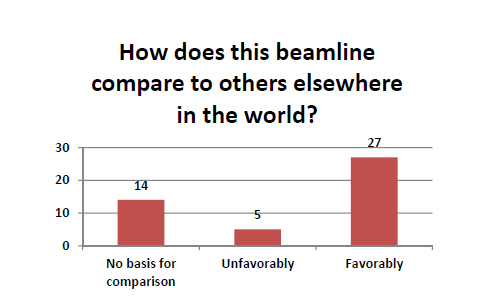 How does this beamline
compare to others elsewhere
in the world?
30
20
10
0
14
5
27
No basis for
comparison
Unfavorably
Favorably